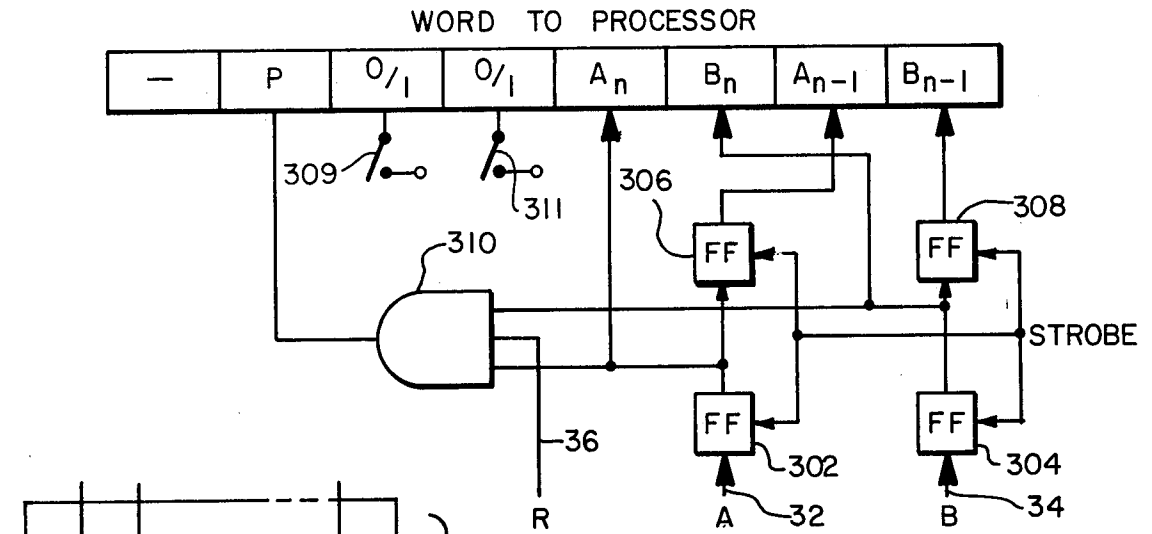 WORD TO PROCESSOR
— P 0/1 0/1 An Bn An-1 Bn-1
309
311
306
308
310
FF FF
STROBE
FF FF
36
302
304
R A 32 B 34